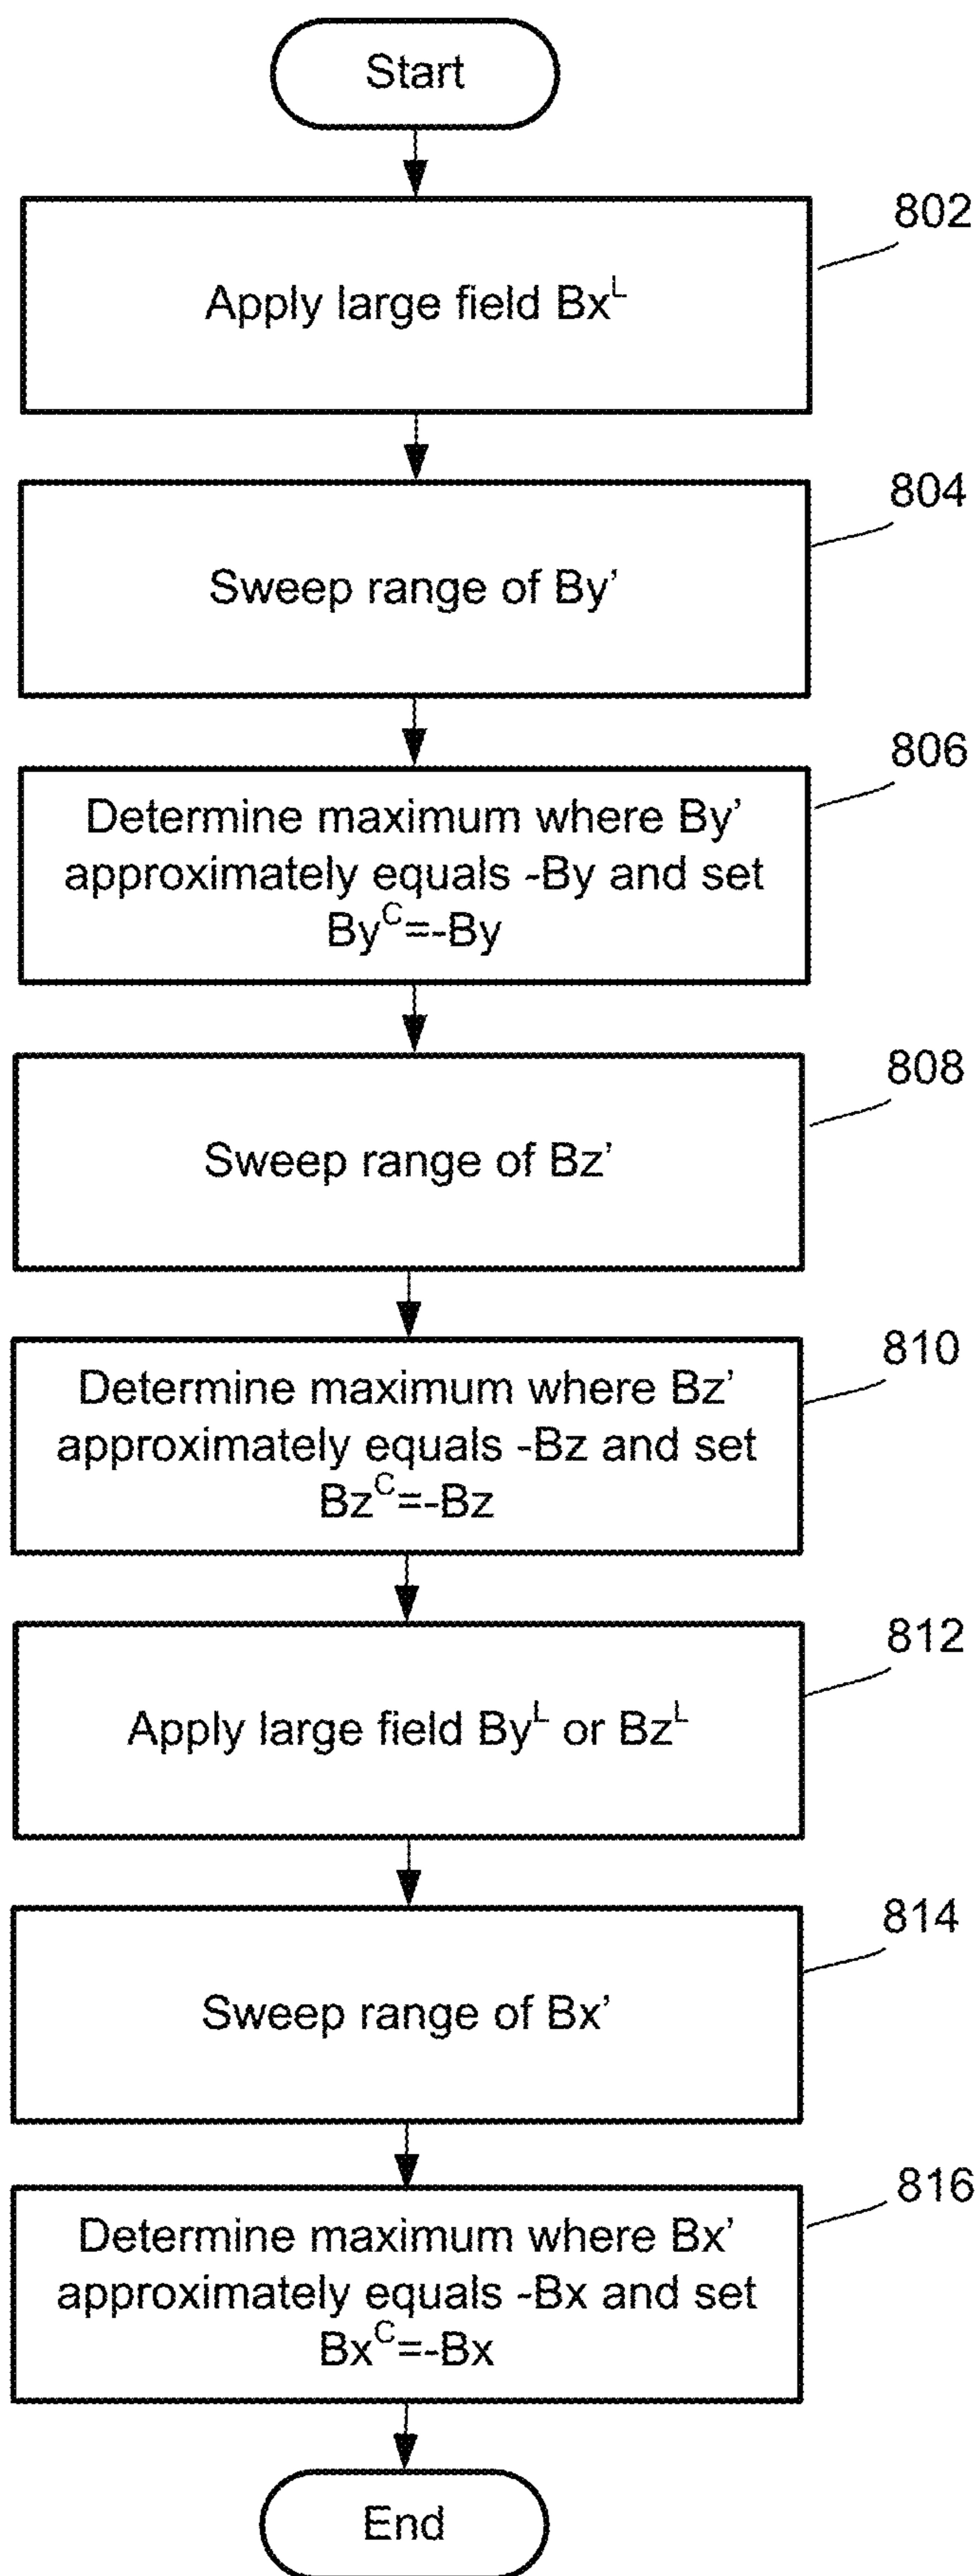 Start
802
Apply large field Bx^L
804
Sweep range of By’
806
Determine maximum where By’
approximately equals -By and set
By^C=-By
808
Sweep range of Bz’
810
Determine maximum where Bz’
approximately equals -Bz and set
Bz^C=-Bz
812
Apply large field By^L or Bz^L
814
Sweep range of Bx’
816
Determine maximum where Bx’
approximately equals -Bx and set
Bx^C=-Bx
End